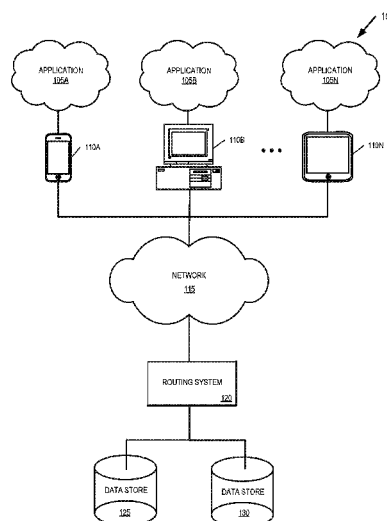 APPLICATION
105A
APPLICATION
105B
APPLICATION
105N
110A
110B
110N
NETWORK
115
ROUTING SYSTEM
120
DATA STORE
125
DATA STORE
130